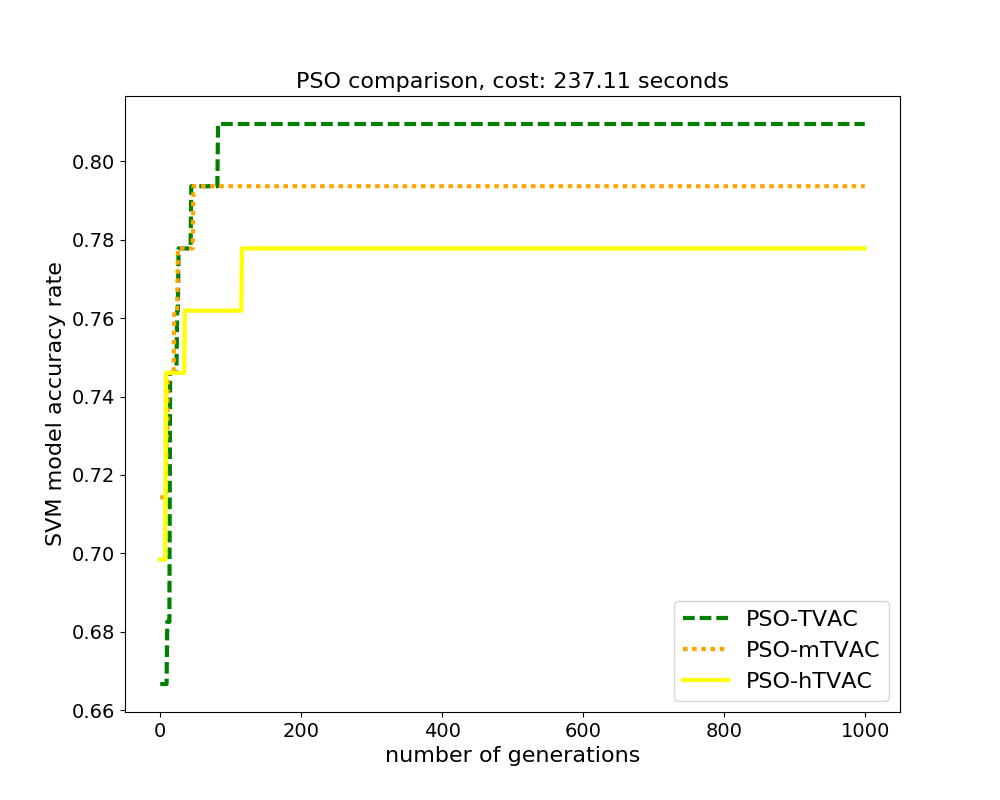 PSO comparison, cost: 237.11 seconds
SVM model accuracy rate
0.80
0.78
0.76
0.74
0.72
0.70
0.68
0.66
PSO-TVAC
PSO-mTVAC
PSO-hTVAC
0 200 400 600 800 1000
number of generations